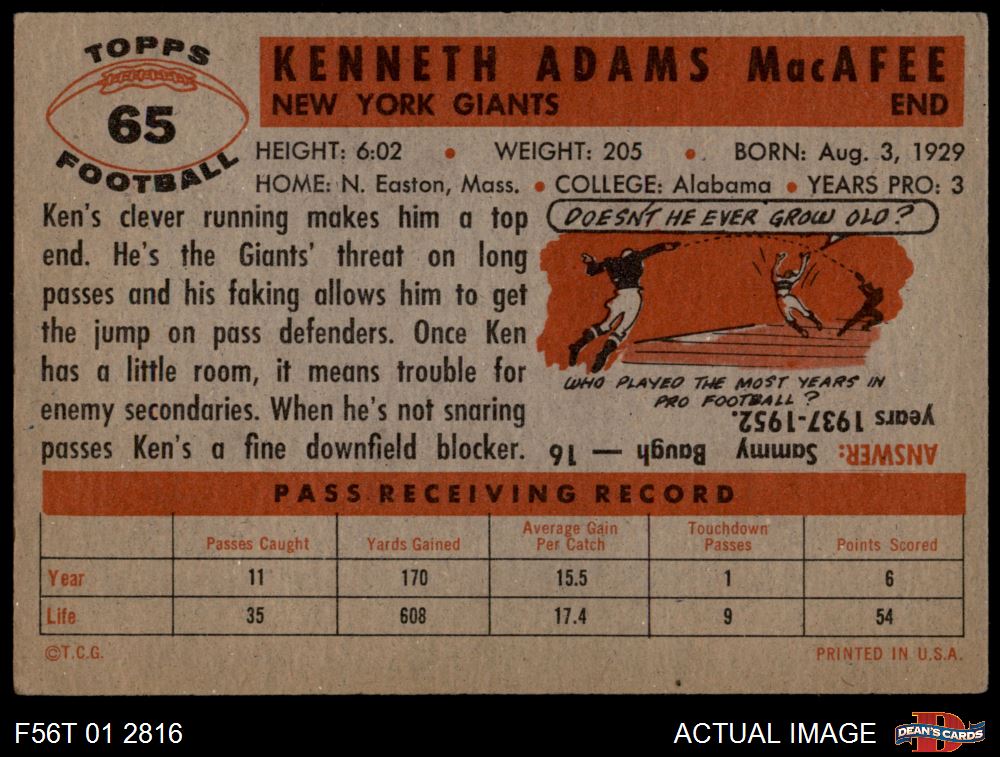 TOPPS
65
FOOTBALL
KENNETH ADAMS MacAFEE
NEW YORK GIANTS END
HEIGHT: 6:02 • WEIGHT: 205 • BORN: Aug. 3, 1929
HOME: N. Easton, Mass. • COLLEGE: Alabama • YEARS PRO: 3
Ken's clever running makes him a top
end. He's the Giants' threat on long
passes and his faking allows him to get
the jump on pass defenders. Once Ken
has a little room, it means trouble for
enemy secondaries. When he's not snaring
passes Ken's a fine downfield blocker.
DOESN'T HE EVER GROW OLD?
WHO PLAYED THE MOST YEARS IN
PRO FOOTBALL?
ANSWER: Sammy Baugh — 16
years 1937-1952.
PASS RECEIVING RECORD
Passes Caught Yards Gained Average Gain Per Catch Touchdown Passes Points Scored
Year 11 170 15.5 1 6
Life 35 608 17.4 9 54
©T.C.G. PRINTED IN U.S.A.
F56T 01 2816 ACTUAL IMAGE DEAN'S CARDS